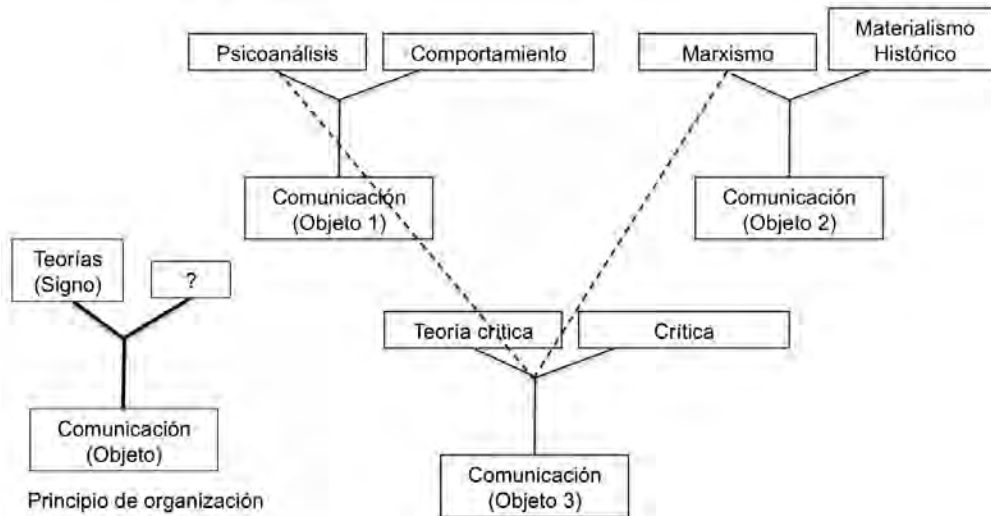 Psicoanálisis
Comportamiento
Marxismo
Materialismo
Histórico
Comunicación
(Objeto 1)
Comunicación
(Objeto 2)
Teorías
(Signo)
?
Teoría crítica
Crítica
Comunicación
(Objeto)
Comunicación
(Objeto 3)
Principio de organización